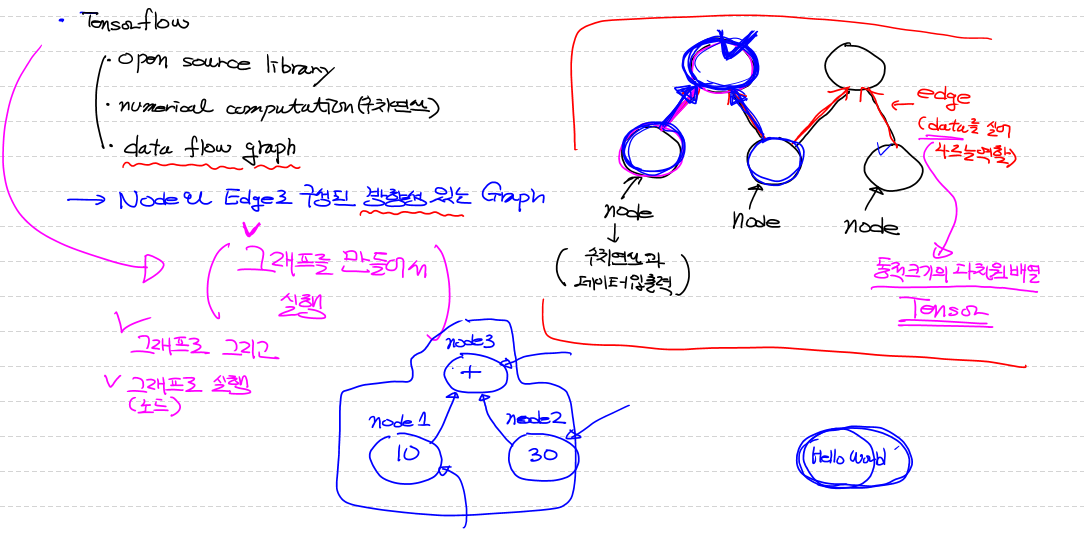 · Tensorflow
· open source library
· numerical computation (수치연산)
· data flow graph
→ Node와 Edge로 구성된 방향성 있는 Graph
(그래프를 만들어서
실행)
그래프로 그리고
그래프로 실행
(노드)
edge
(data를 실어
나르는역할)
node
node
node
(수치연산과
데이터입출력)
동적크기의 다차원배열
Tensor
node3
+
node1
node2
10
30
Hello World